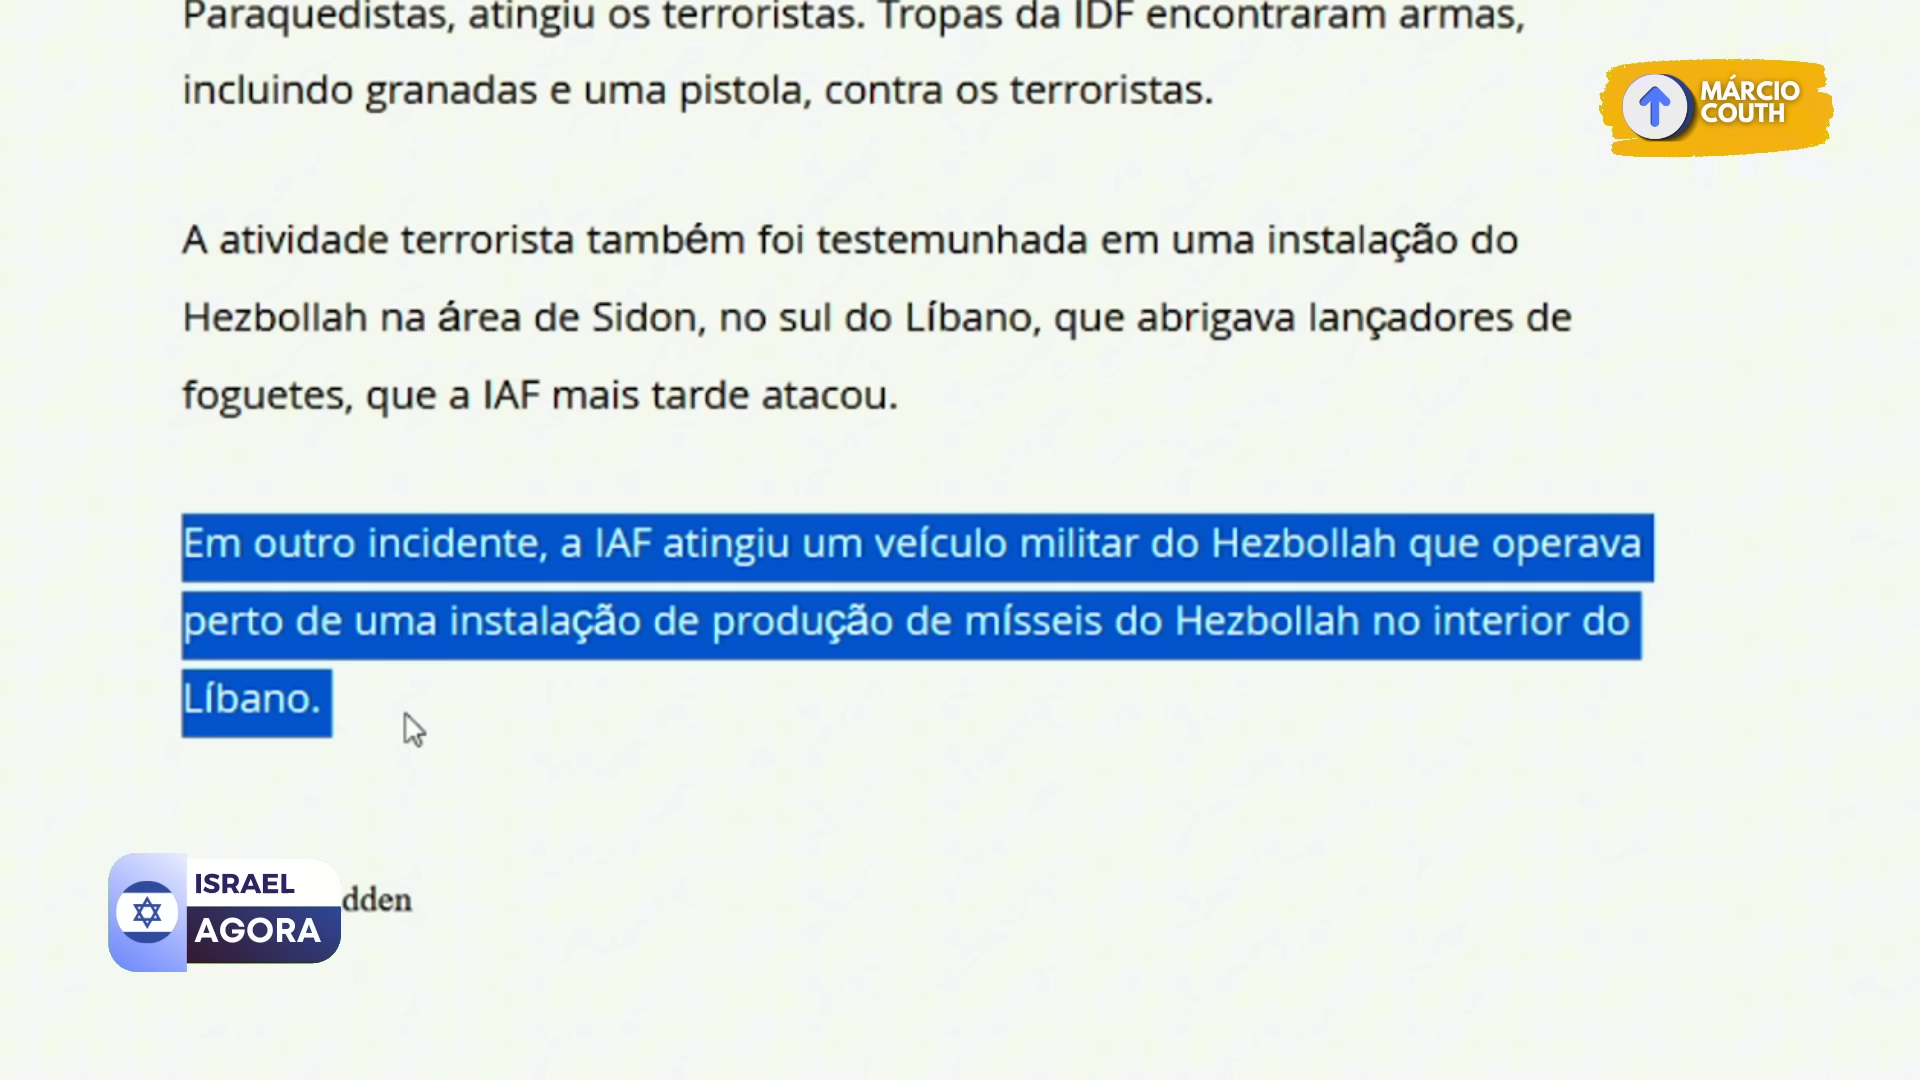 Paraquedistas, atingiu os terroristas. Tropas da IDF encontraram armas,
incluindo granadas e uma pistola, contra os terroristas.
MÁRCIO
COUTH
A atividade terrorista também foi testemunhada em uma instalação do
Hezbollah na área de Sidon, no sul do Líbano, que abrigava lançadores de
foguetes, que a IAF mais tarde atacou.
Em outro incidente, a IAF atingiu um veículo militar do Hezbollah que operava
perto de uma instalação de produção de mísseis do Hezbollah no interior do
Líbano.
ISRAEL
AGORA
dden